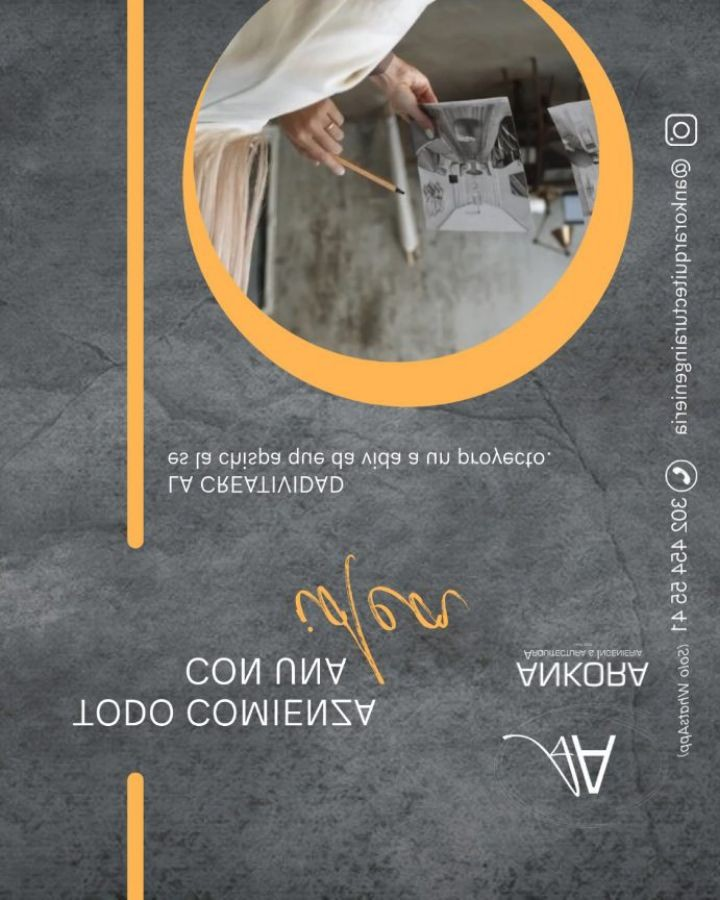 ANKORA
Arquitectura & Ingenieria
TODO COMIENZA
CON UNA
idea
LA CREATIVIDAD
es la chispa que da vida a un proyecto.
@ankorarquitecturaingenieria
302 454 55 41 (Solo WhatsApp)